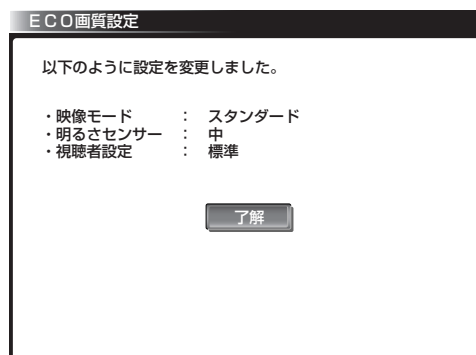 ＥＣＯ画質設定
以下のように設定を変更しました。
・映像モード　：　スタンダード
・明るさセンサー　：　中
・視聴者設定　：　標準
了解